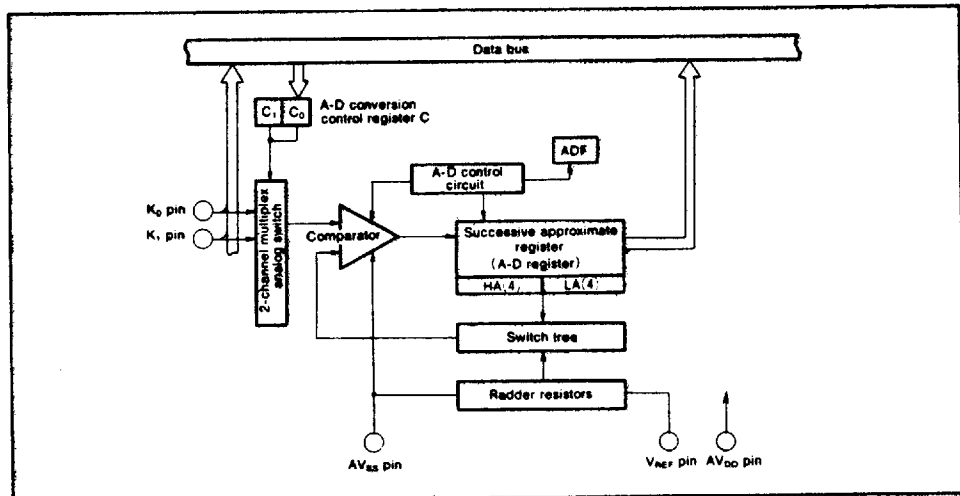 Data bus
C₁ C₀
A-D conversion
control register C
ADF
A-D control
circuit
K₀ pin
K₁ pin
2-channel multiplex
analog switch
Comparator
Successive approximate
register
(A-D register)
HA(4) LA(4)
Switch tree
Radder resistors
AVss pin
VREF pin
AVDD pin